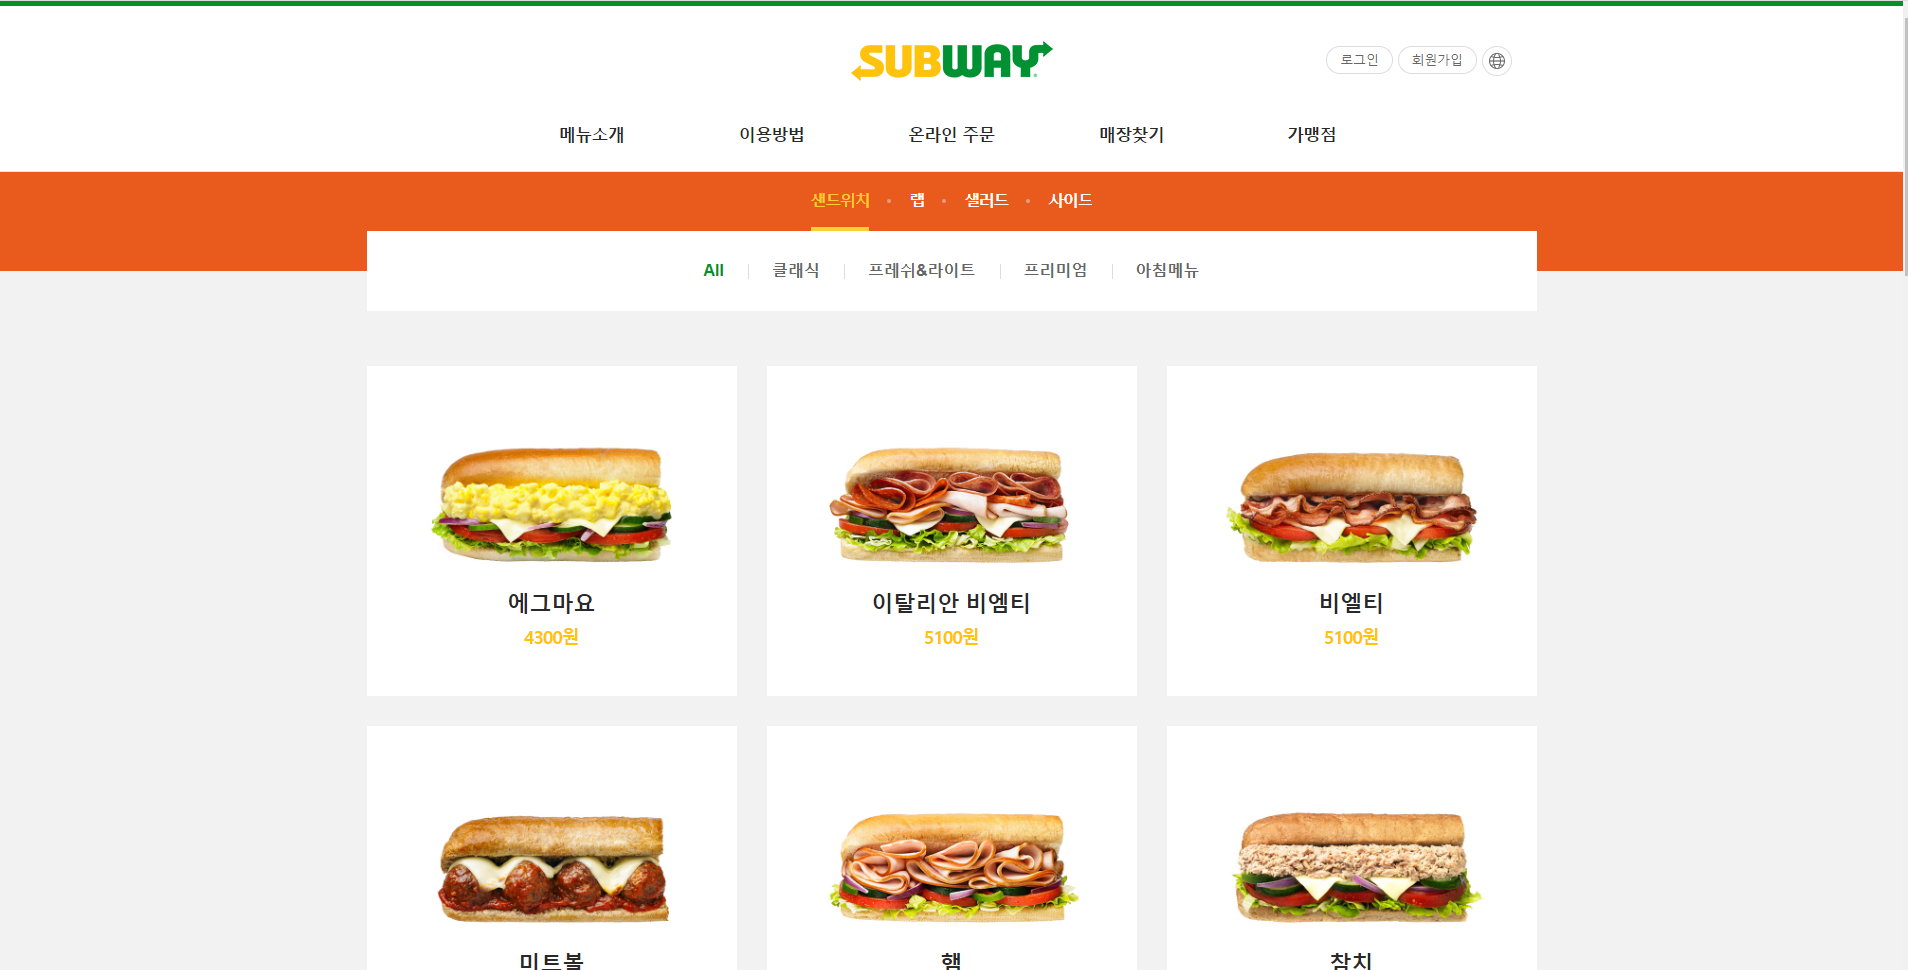 SUBWAY
로그인 회원가입
메뉴소개 이용방법 온라인 주문 매장찾기 가맹점
샌드위치 랩 샐러드 사이드
All 클래식 프레쉬&라이트 프리미엄 아침메뉴
에그마요 이탈리안 비엠티 비엘티
4300원 5100원 5100원
미트볼 햄 참치